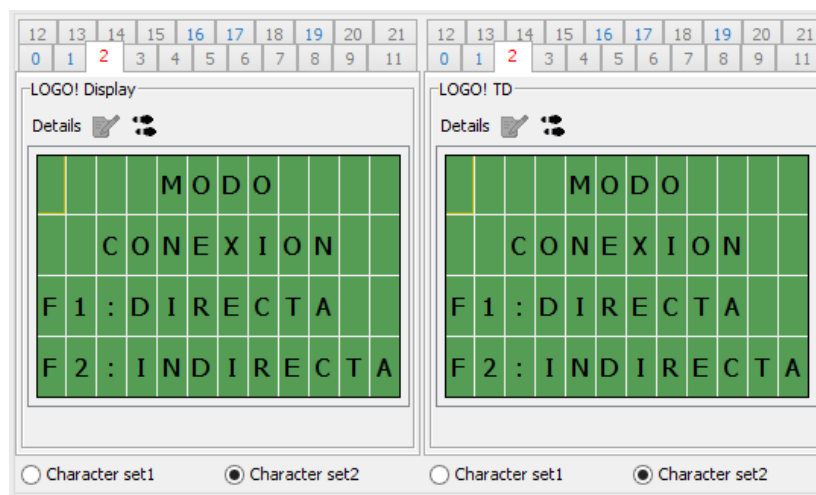 12 13 14 15 16 17 18 19 20 21
0 1 2 3 4 5 6 7 8 9 11
LOGO! Display
Details
MODO
CONEXION
F1:DIRECTA
F2:INDIRECTA
Character set1 Character set2
12 13 14 15 16 17 18 19 20 21
0 1 2 3 4 5 6 7 8 9 11
LOGO! TD
Details
MODO
CONEXION
F1:DIRECTA
F2:INDIRECTA
Character set1 Character set2